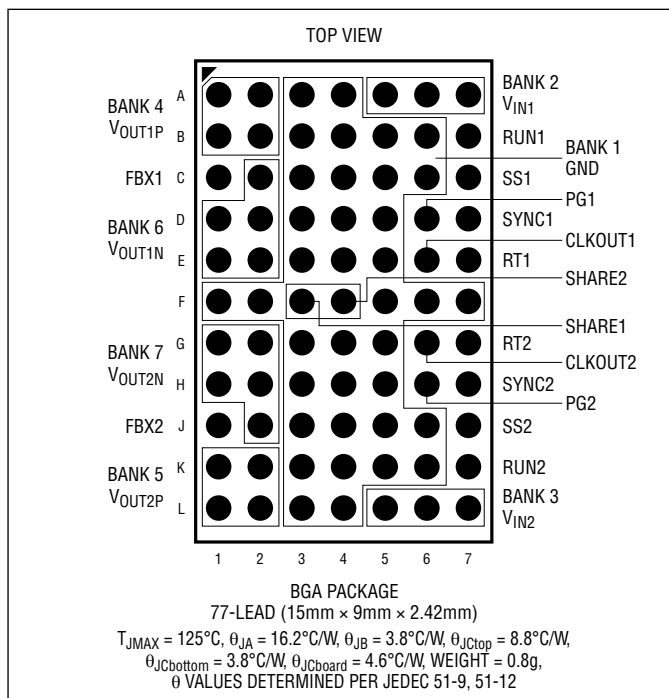 TOP VIEW
BANK 4
VOUT1P
FBX1
BANK 6
VOUT1N
BANK 7
VOUT2N
FBX2
BANK 5
VOUT2P
A
B
C
D
E
F
G
H
J
K
L
1 2 3 4 5 6 7
BANK 2
VIN1
RUN1
BANK 1
GND
SS1
PG1
SYNC1
CLKOUT1
RT1
SHARE2
SHARE1
RT2
CLKOUT2
SYNC2
PG2
SS2
RUN2
BANK 3
VIN2
BGA PACKAGE
77-LEAD (15mm × 9mm × 2.42mm)
TJMAX = 125°C, θJA = 16.2°C/W, θJB = 3.8°C/W, θJCtop = 8.8°C/W,
θJCbottom = 3.8°C/W, θJCboard = 4.6°C/W, WEIGHT = 0.8g,
θ VALUES DETERMINED PER JEDEC 51-9, 51-12